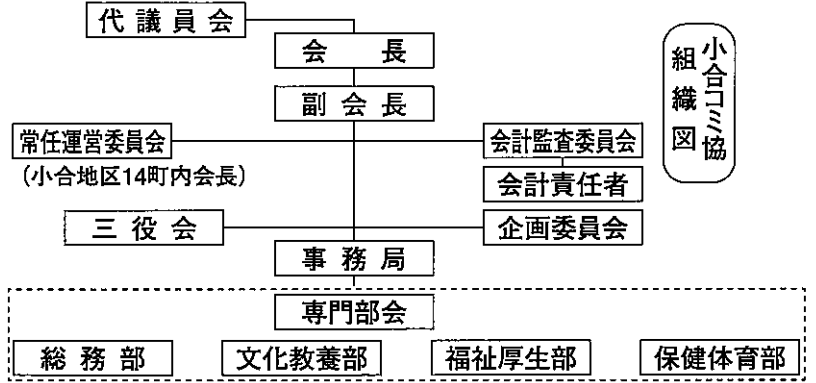 代議員会
会長
副会長
小合コミ協
組織図
常任運営委員会
(小合地区14町内会長)
会計監査委員会
会計責任者
三役会
企画委員会
事務局
専門部会
総務部
文化教養部
福祉厚生部
保健体育部